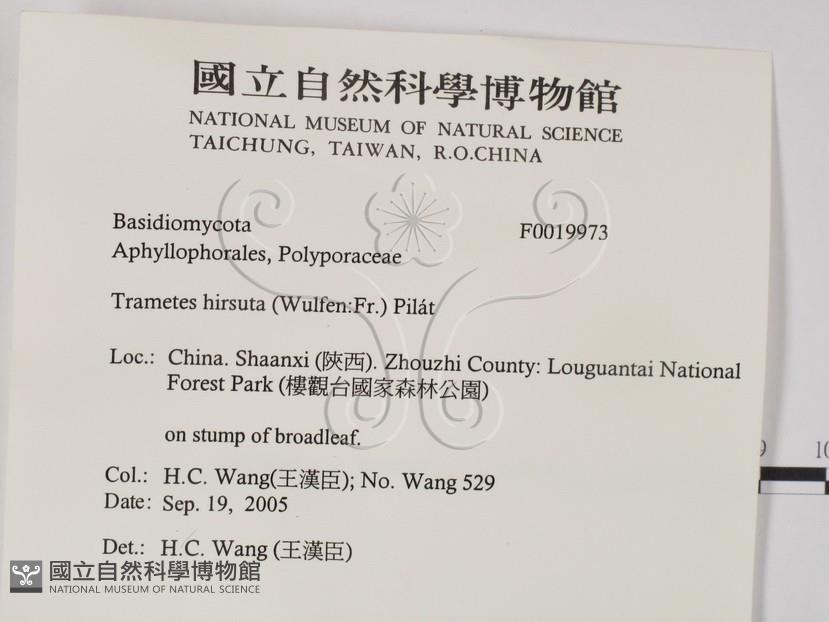 國立自然科學博物館
NATIONAL MUSEUM OF NATURAL SCIENCE
TAICHUNG, TAIWAN, R.O.CHINA
Basidiomycota F0019973
Aphyllophorales, Polyporaceae
Trametes hirsuta (Wulfen:Fr.) Pilát
Loc.: China. Shaanxi (陝西). Zhouzhi County: Louguantai National
Forest Park (樓觀台國家森林公園)
on stump of broadleaf.
Col.: H.C. Wang(王漢臣); No. Wang 529
Date: Sep. 19, 2005
Det.: H.C. Wang (王漢臣)
9 10
國立自然科學博物館
NATIONAL MUSEUM OF NATURAL SCIENCE